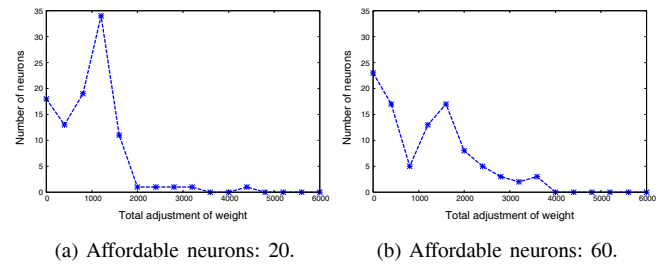 35
30
25
20
15
10
5
0
Number of neurons
0 1000 2000 3000 4000 5000 6000
Total adjustment of weight
(a) Affordable neurons: 20.
35
30
25
20
15
10
5
0
Number of neurons
0 1000 2000 3000 4000 5000 6000
Total adjustment of weight
(b) Affordable neurons: 60.